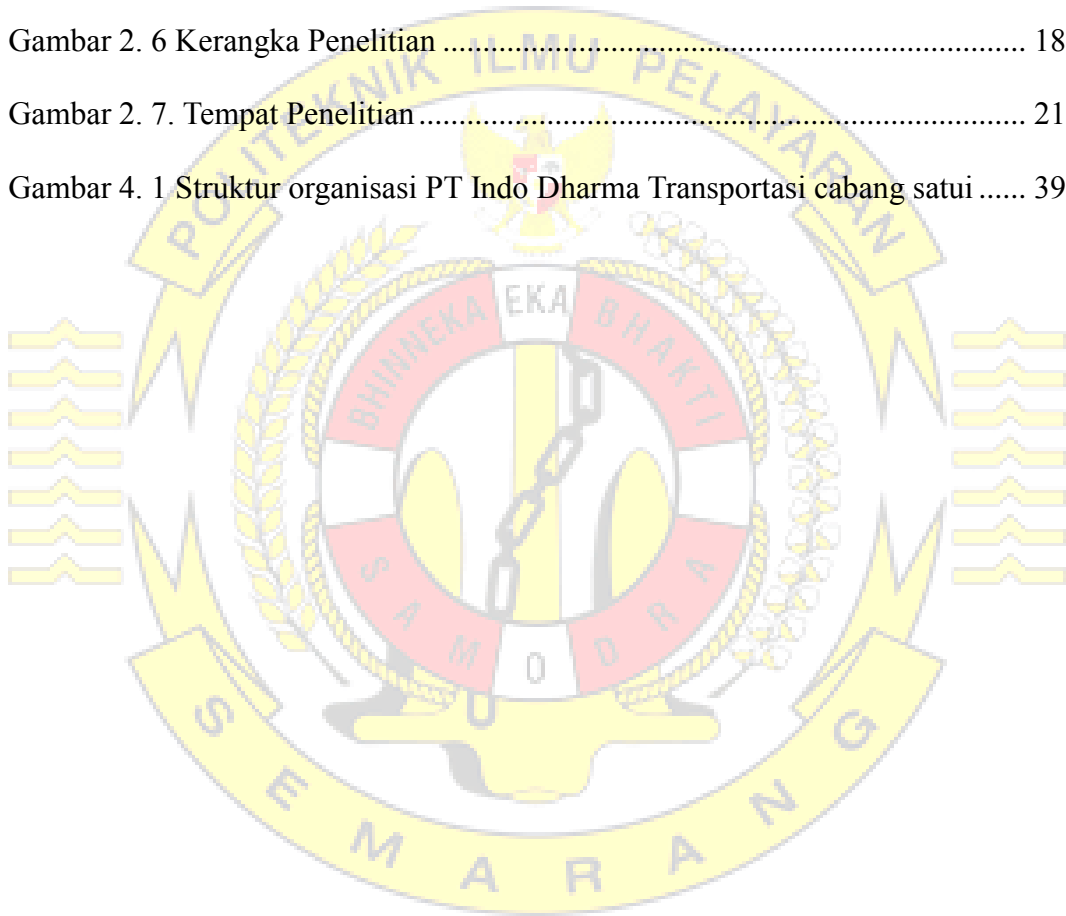 Gambar 2. 6 Kerangka Penelitian ........................................................................ 18
Gambar 2. 7. Tempat Penelitian ........................................................................... 21
Gambar 4. 1 Struktur organisasi PT Indo Dharma Transportasi cabang satui ...... 39
POLITEKNIK ILMU PELAYARAN
BHINNEKA EKA BHAKTI
SAMODRA
SEMARANG